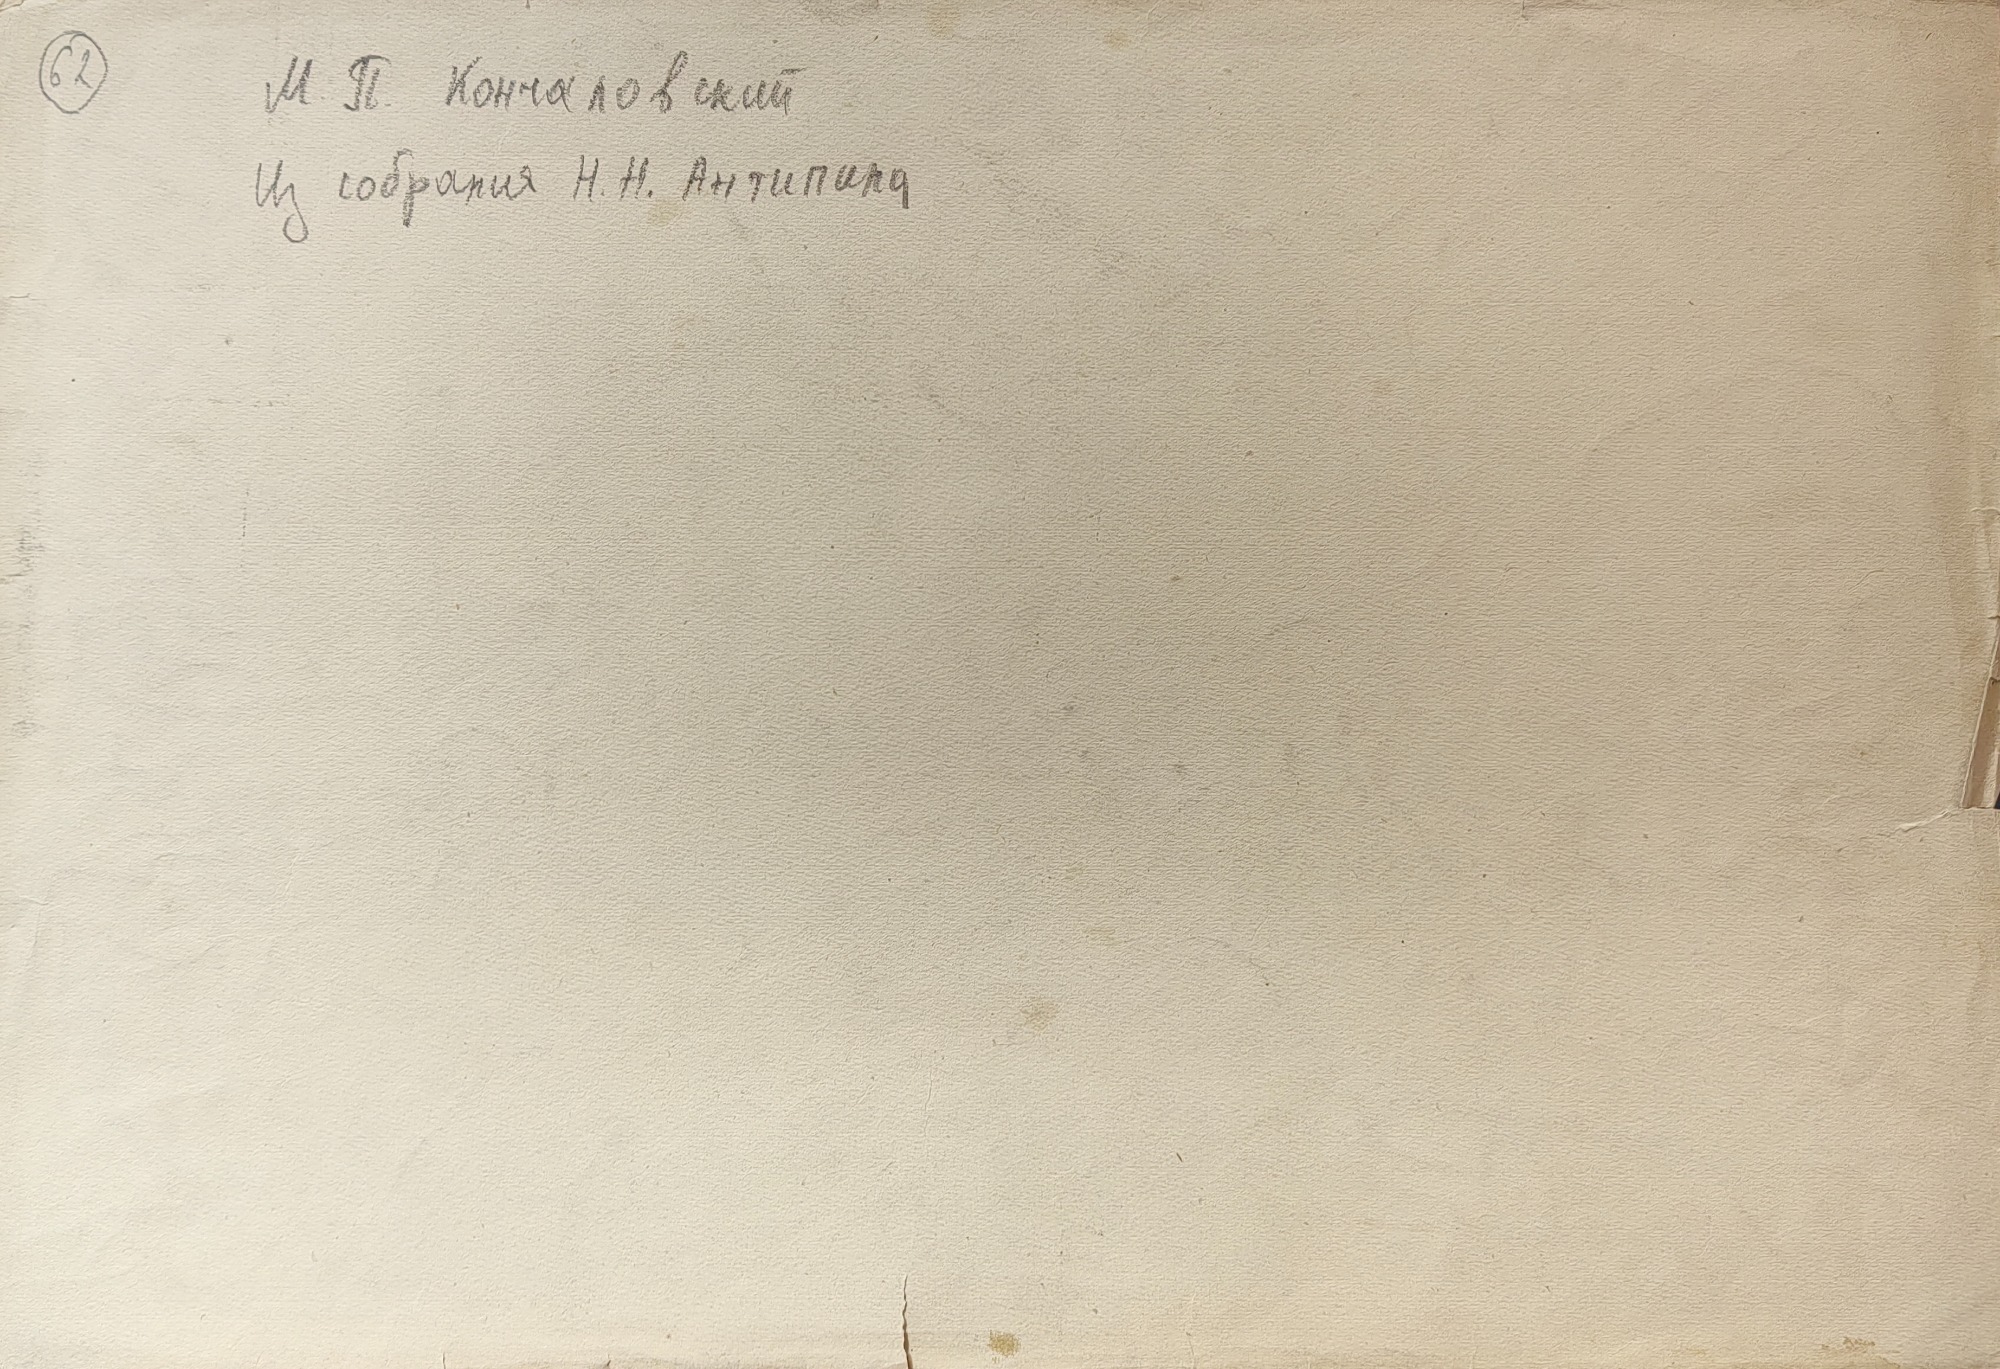 62
М. П. Кончаловский
Из собрания Н. Н. Антипина